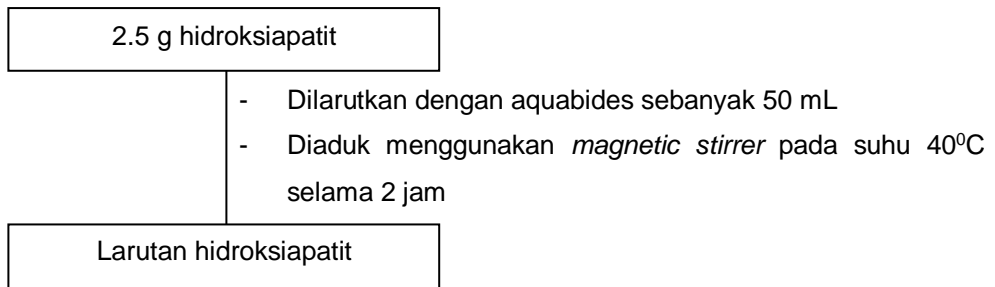 2.5 g hidroksiapatit
- Dilarutkan dengan aquabides sebanyak 50 mL
- Diaduk menggunakan magnetic stirrer pada suhu 40⁰C
selama 2 jam
Larutan hidroksiapatit